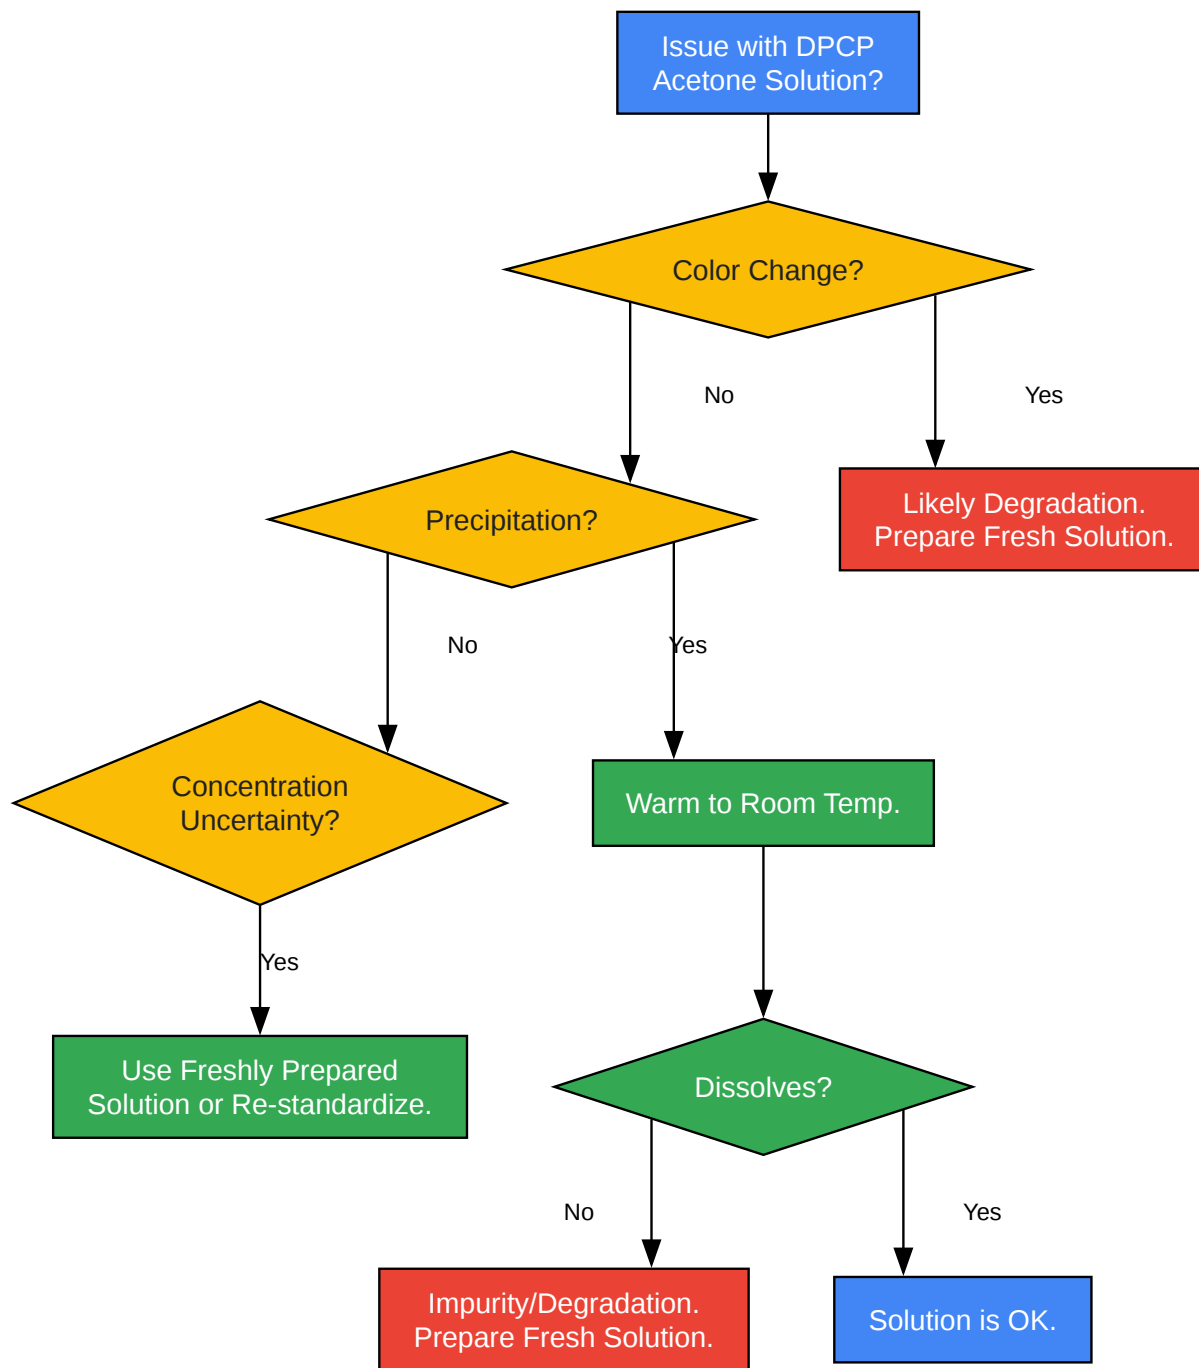 Issue with DPCP
Acetone Solution?
Color Change?
No
Yes
Likely Degradation.
Prepare Fresh Solution.
Precipitation?
No
Yes
Concentration
Uncertainty?
Warm to Room Temp.
Yes
Use Freshly Prepared
Solution or Re-standardize.
Dissolves?
No
Yes
Impurity/Degradation.
Prepare Fresh Solution.
Solution is OK.